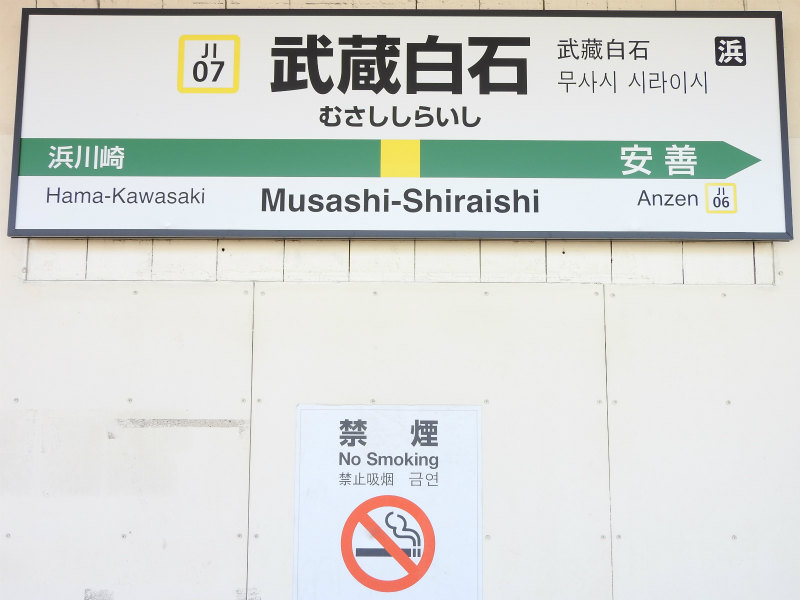 JI
07
武蔵白石
武蔵白石
무사시 시라이시
浜
むさししらいし
浜川崎
安善
Hama-Kawasaki
Musashi-Shiraishi
Anzen
JI
06
禁煙
No Smoking
禁止吸烟 금연